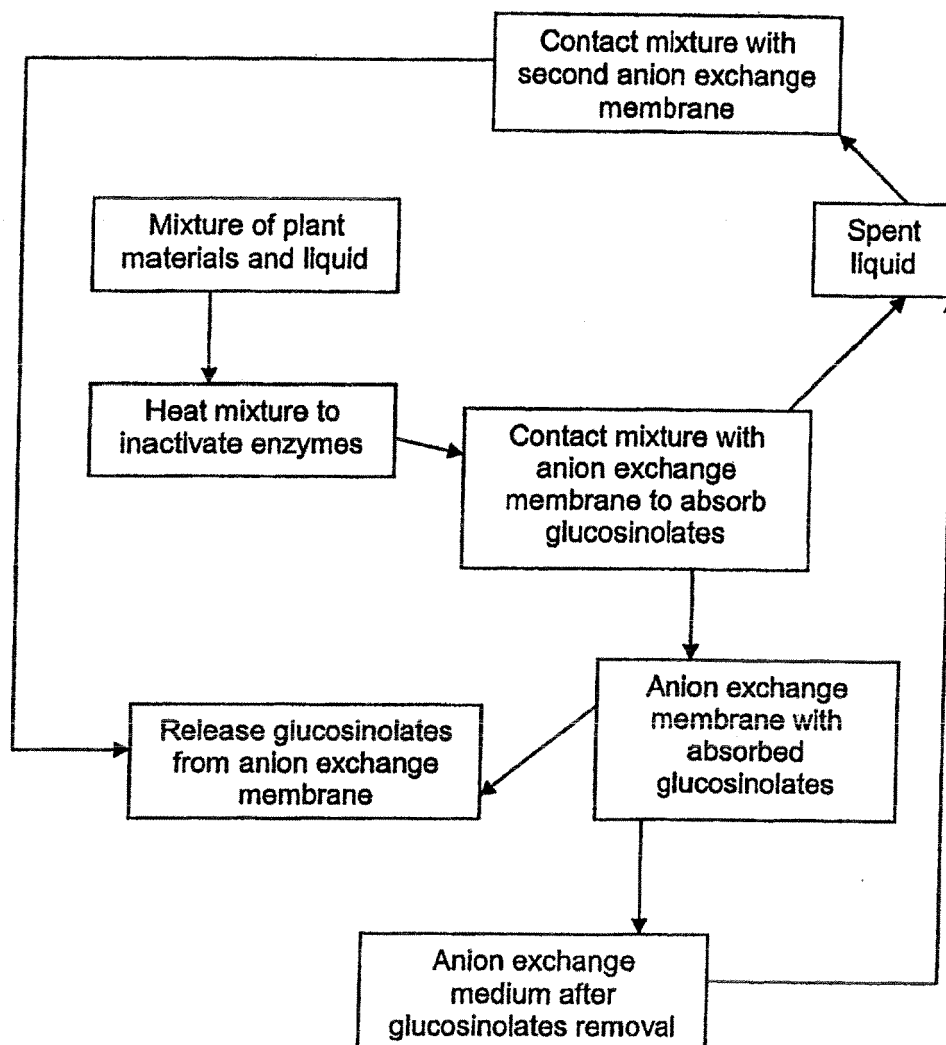 Contact mixture with
second anion exchange
membrane
Mixture of plant
materials and liquid
Spent
liquid
Heat mixture to
inactivate enzymes
Contact mixture with
anion exchange
membrane to absorb
glucosinolates
Release glucosinolates
from anion exchange
membrane
Anion exchange
membrane with
absorbed
glucosinolates
Anion exchange
medium after
glucosinolates removal